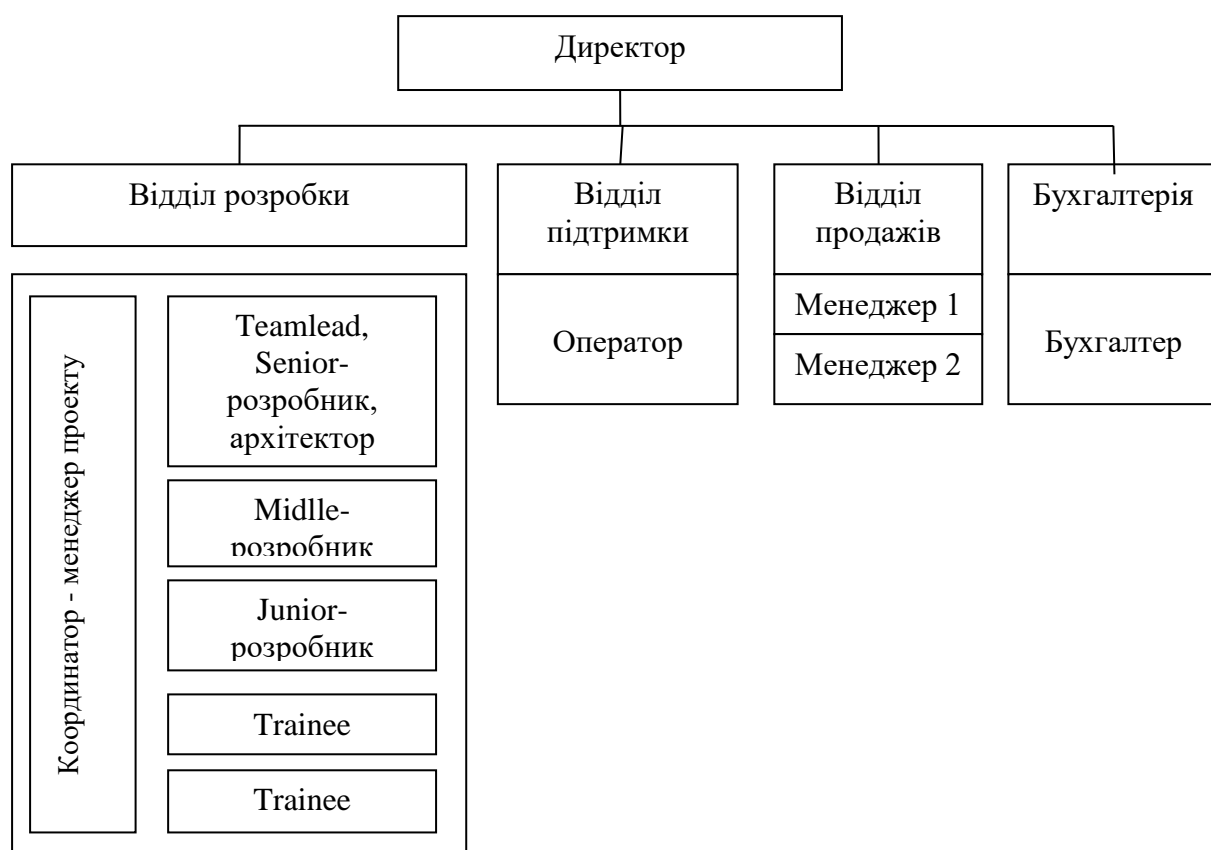 Директор
Відділ розробки
Відділ
підтримки
Відділ
продажів
Бухгалтерія
Координатор - менеджер проекту
Teamlead,
Senior-
розробник,
архітектор
Midlle-
розробник
Junior-
розробник
Trainee
Trainee
Оператор
Менеджер 1
Менеджер 2
Бухгалтер